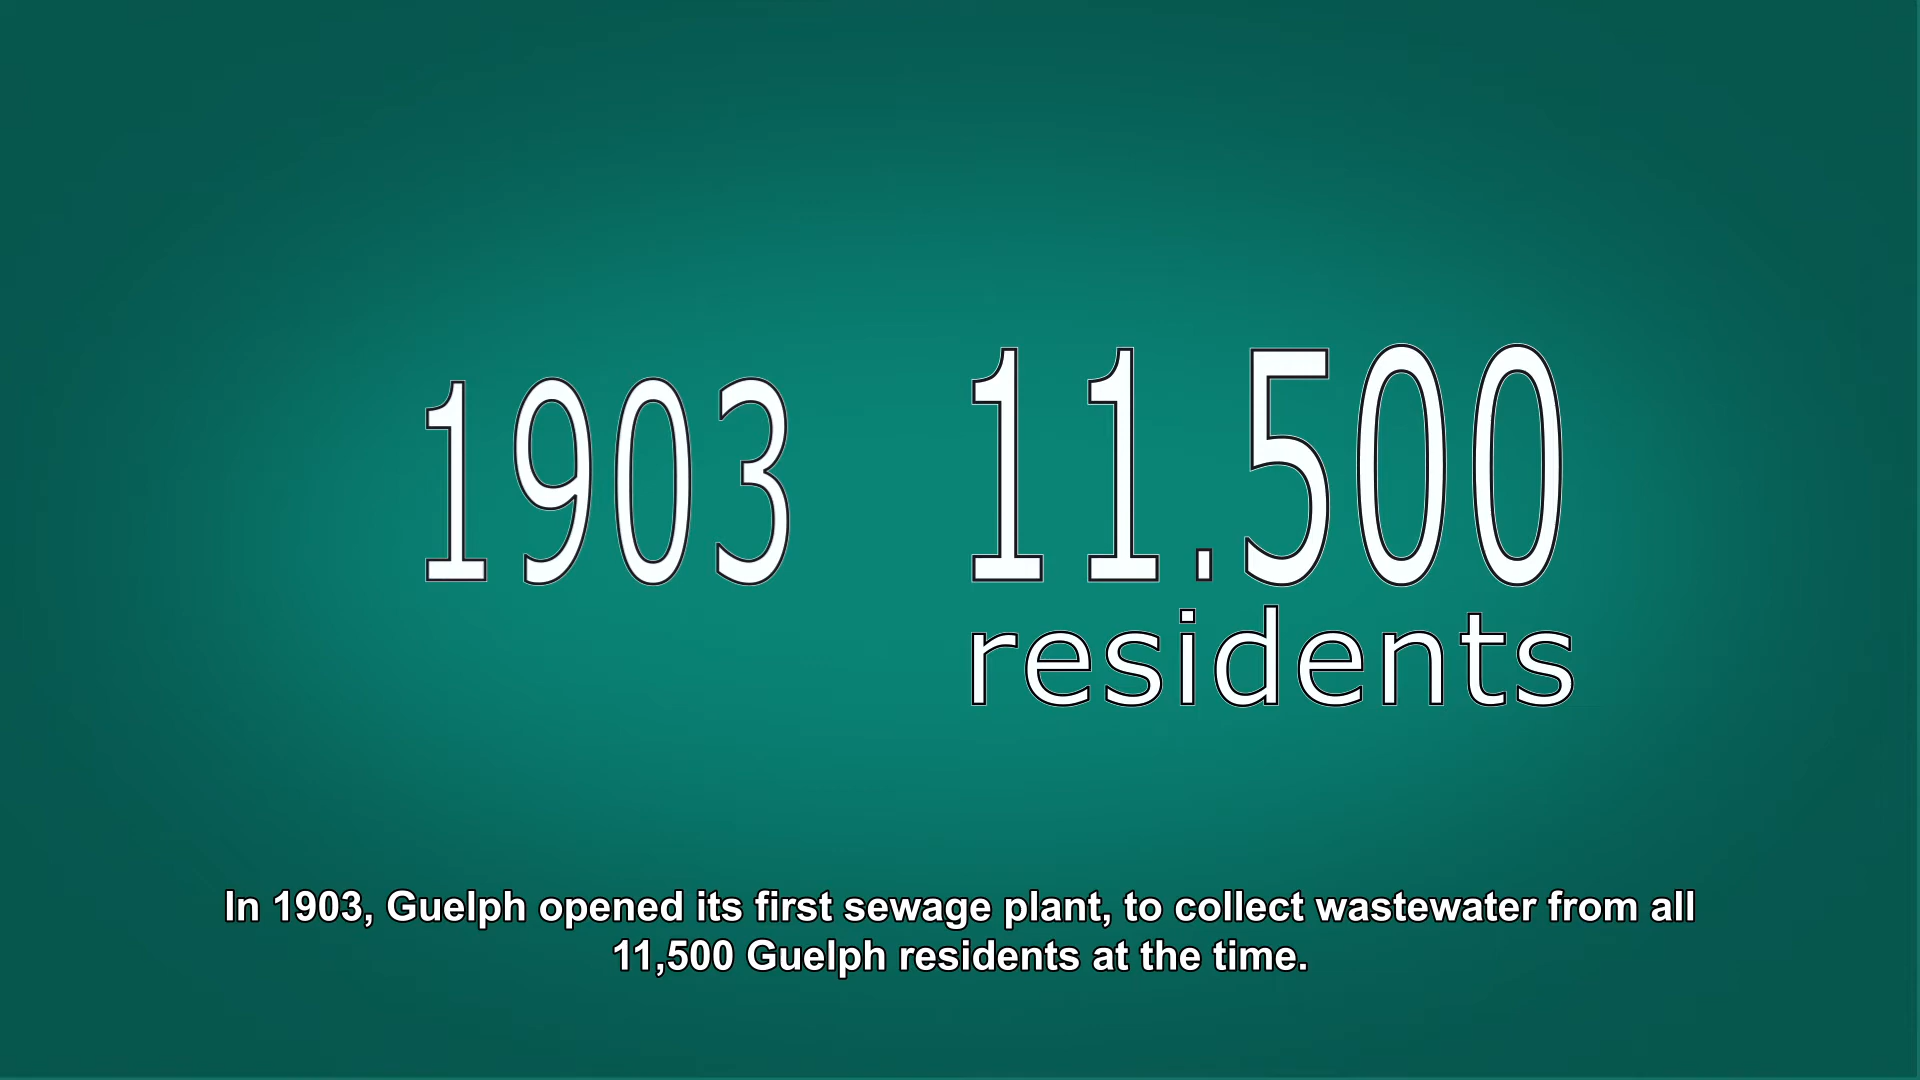 1903
11.500
residents
In 1903, Guelph opened its first sewage plant, to collect wastewater from all
11,500 Guelph residents at the time.